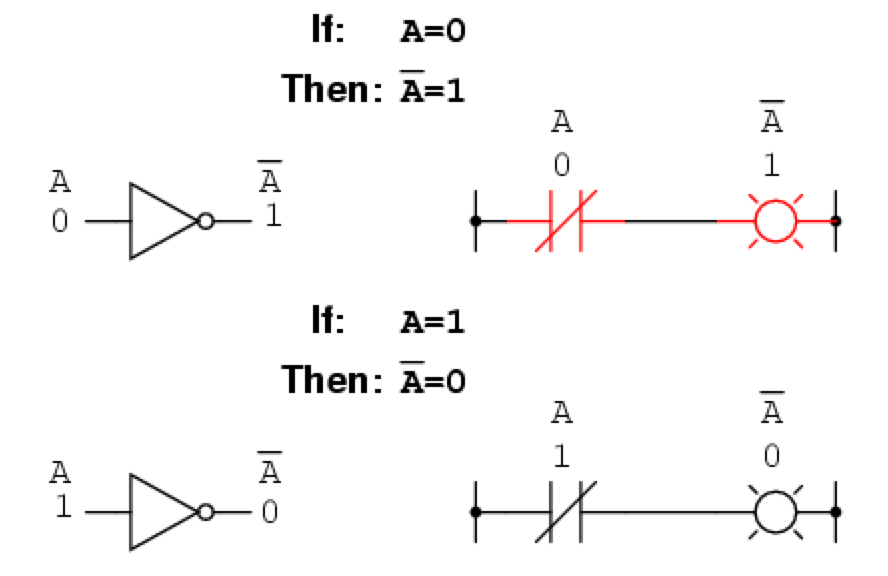 If: A=0
Then: A̅=1
A A̅
0 1
A A̅
0 1
If: A=1
Then: A̅=0
A A̅
1 0
A A̅
1 0